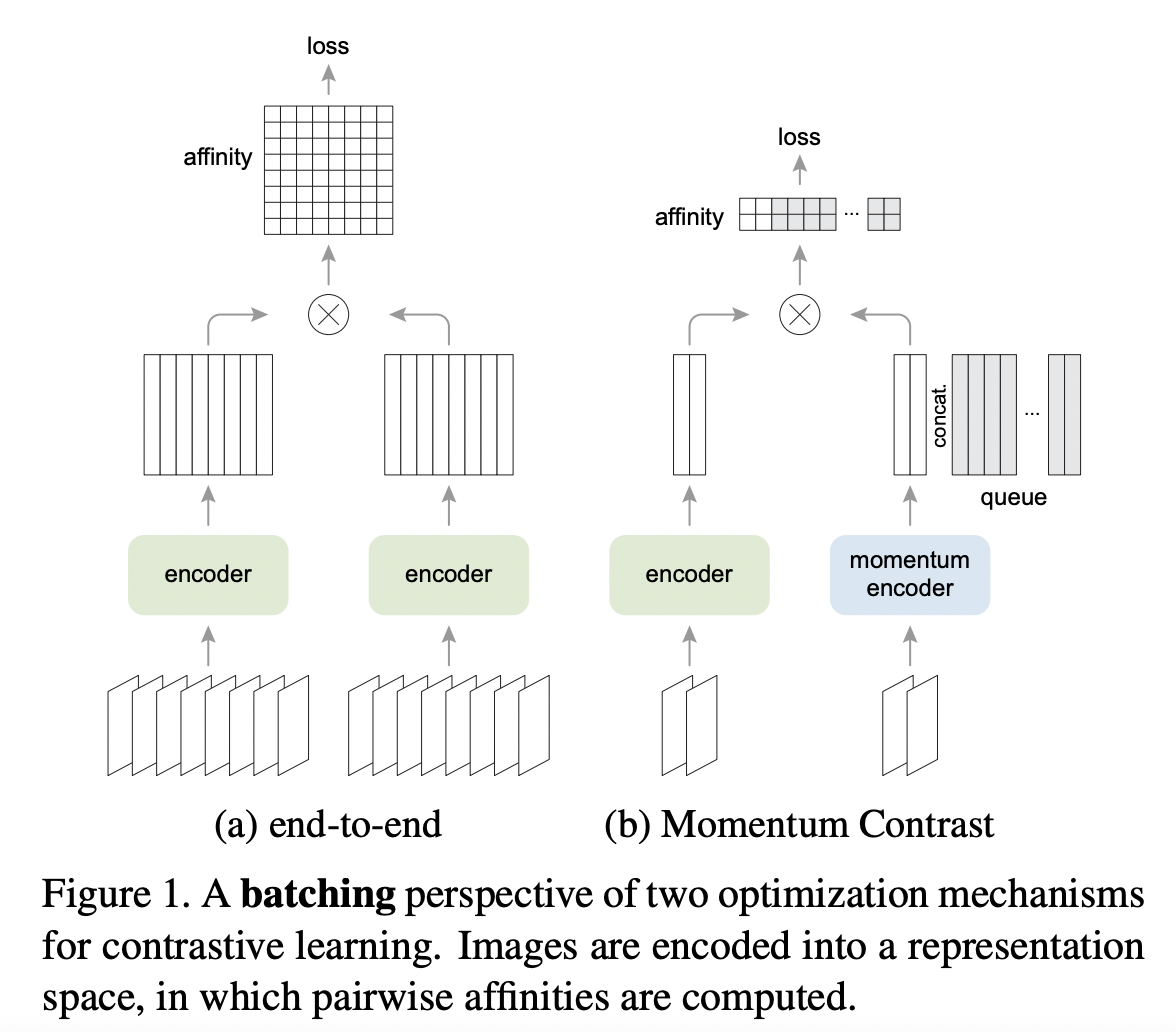 loss
affinity
encoder
encoder
(a) end-to-end
loss
affinity
...
concat.
...
queue
encoder
momentum
encoder
(b) Momentum Contrast
Figure 1. A batching perspective of two optimization mechanisms
for contrastive learning. Images are encoded into a representation
space, in which pairwise affinities are computed.